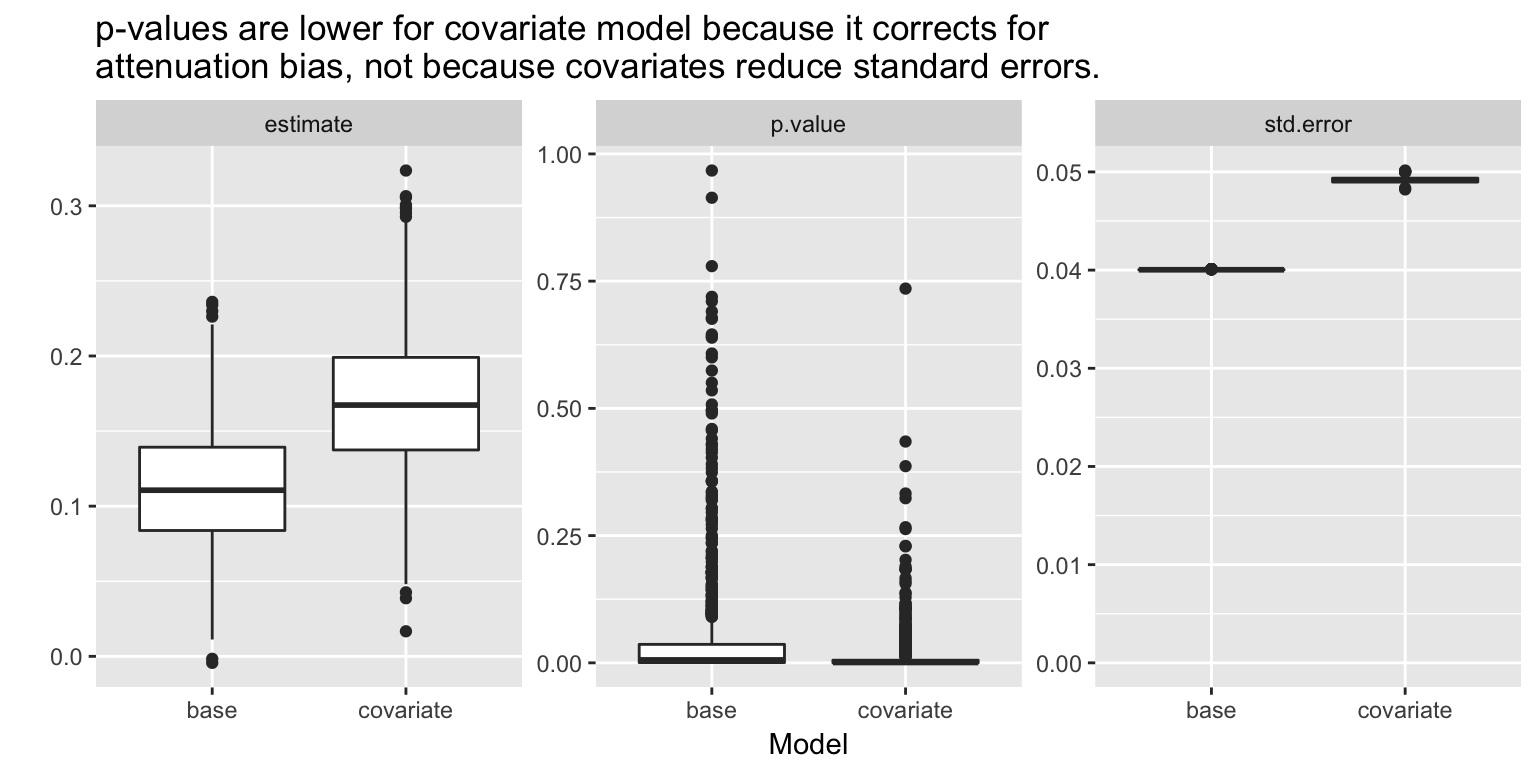 p-values are lower for covariate model because it corrects for
attenuation bias, not because covariates reduce standard errors.
estimate
p.value
std.error
0.3
0.2
0.1
0.0
1.00
0.75
0.50
0.25
0.00
0.05
0.04
0.03
0.02
0.01
0.00
base
covariate
base
covariate
base
covariate
Model